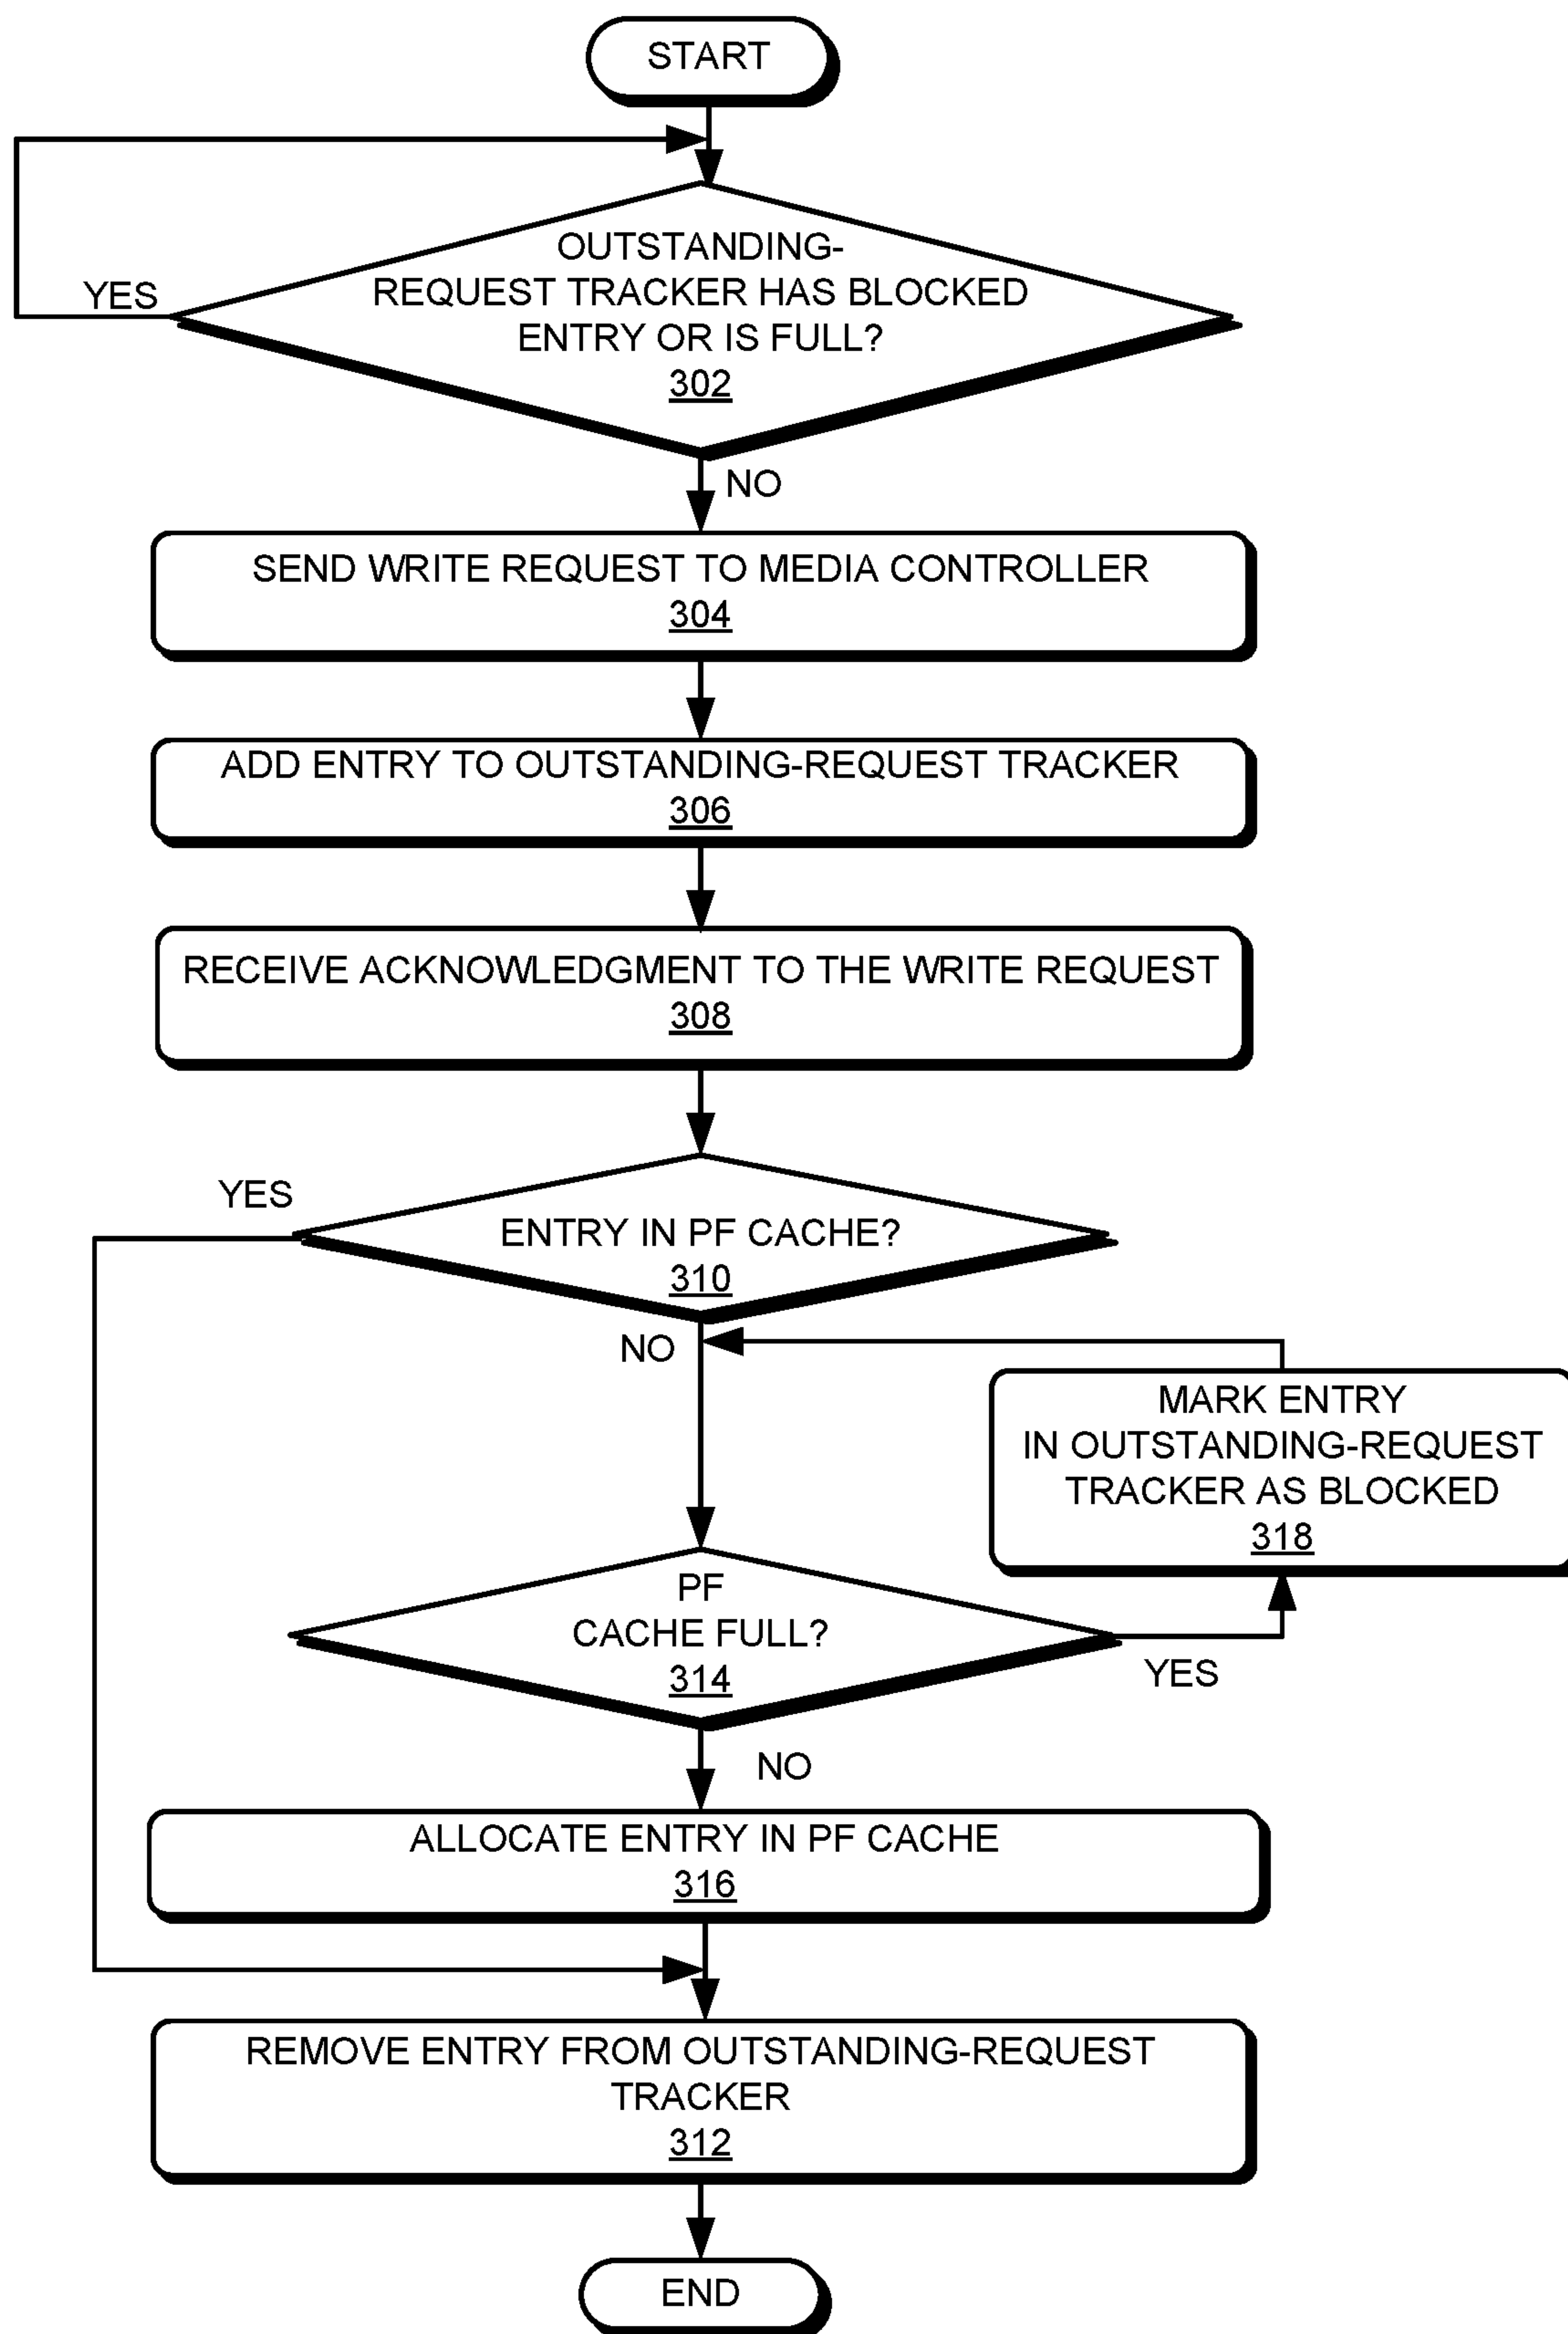 START
OUTSTANDING-
REQUEST TRACKER HAS BLOCKED
YES
ENTRY OR IS FULL?
302
NO
SEND WRITE REQUEST TO MEDIA CONTROLLER
304
ADD ENTRY TO OUTSTANDING-REQUEST TRACKER
306
RECEIVE ACKNOWLEDGMENT TO THE WRITE REQUEST
308
YES
ENTRY IN PF CACHE?
310
NO
MARK ENTRY
IN OUTSTANDING-REQUEST
TRACKER AS BLOCKED
318
PF
CACHE FULL?
314
YES
NO
ALLOCATE ENTRY IN PF CACHE
316
REMOVE ENTRY FROM OUTSTANDING-REQUEST
TRACKER
312
END